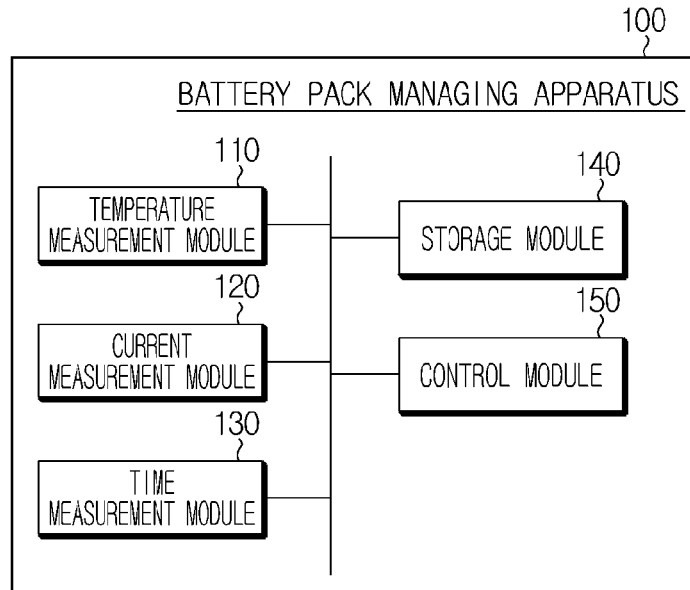 100
BATTERY PACK MANAGING APPARATUS
110
TEMPERATURE
MEASUREMENT MODULE
120
CURRENT
MEASUREMENT MODULE
130
TIME
MEASUREMENT MODULE
140
STORAGE MODULE
150
CONTROL MODULE